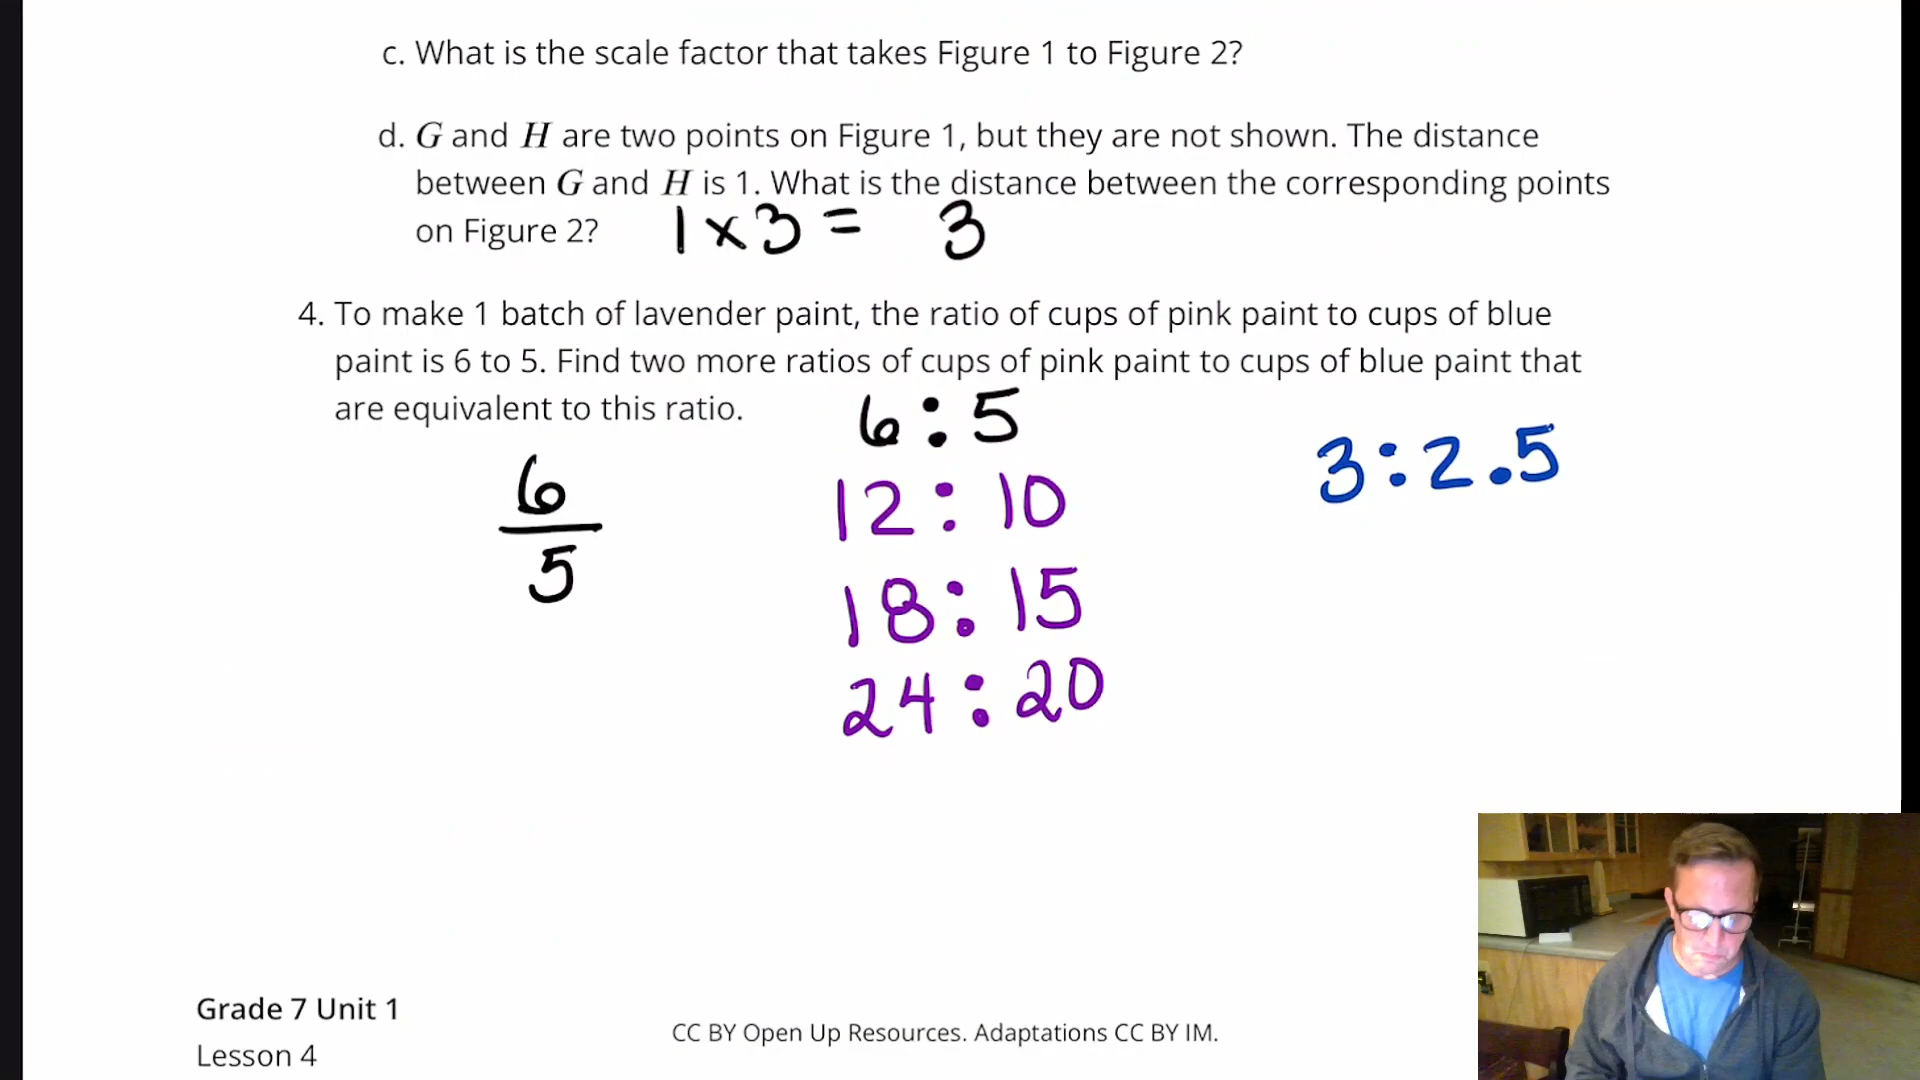 c. What is the scale factor that takes Figure 1 to Figure 2?
d. G and H are two points on Figure 1, but they are not shown. The distance
between G and H is 1. What is the distance between the corresponding points
on Figure 2? 1 x 3 = 3
4. To make 1 batch of lavender paint, the ratio of cups of pink paint to cups of blue
paint is 6 to 5. Find two more ratios of cups of pink paint to cups of blue paint that
are equivalent to this ratio.
6:5
6
5
12:10
18:15
24:20
3:2.5
Grade 7 Unit 1
Lesson 4
CC BY Open Up Resources. Adaptations CC BY IM.